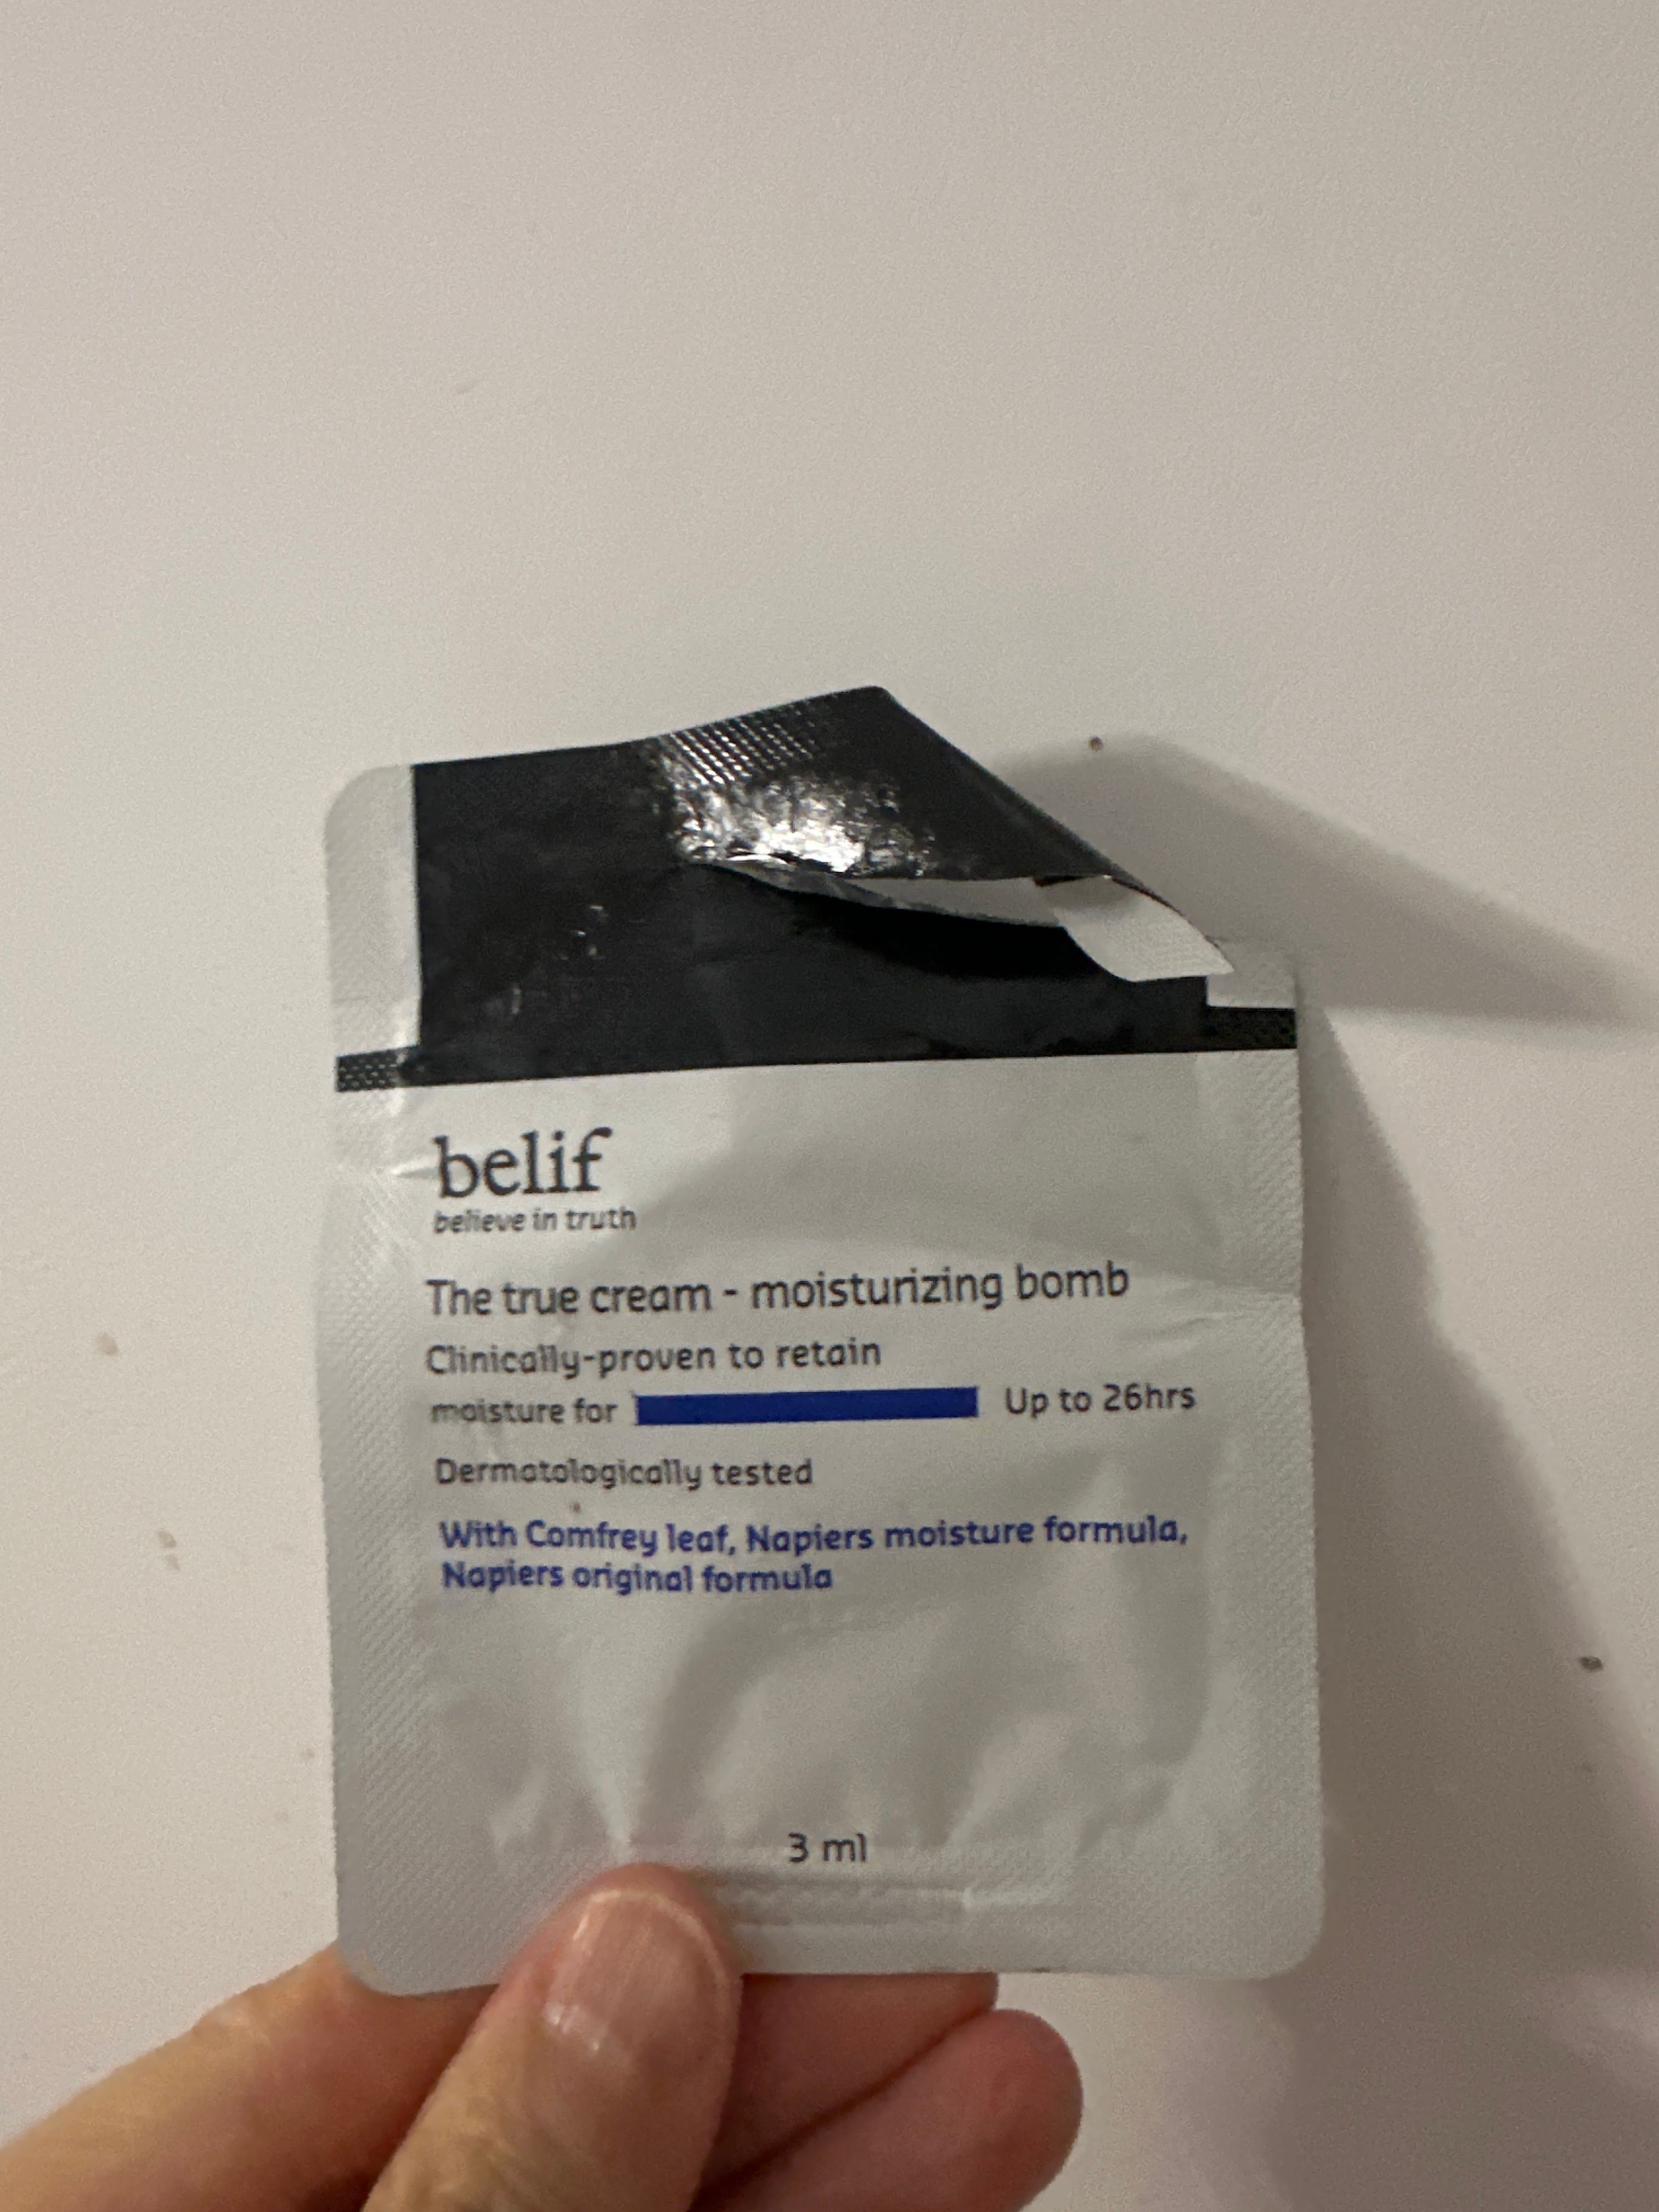 belif
believe in truth
The true cream - moisturizing bomb
Clinically-proven to retain
moisture for Up to 26hrs
Dermatologically tested
With Comfrey leaf, Napiers moisture formula,
Napiers original formula
3 ml